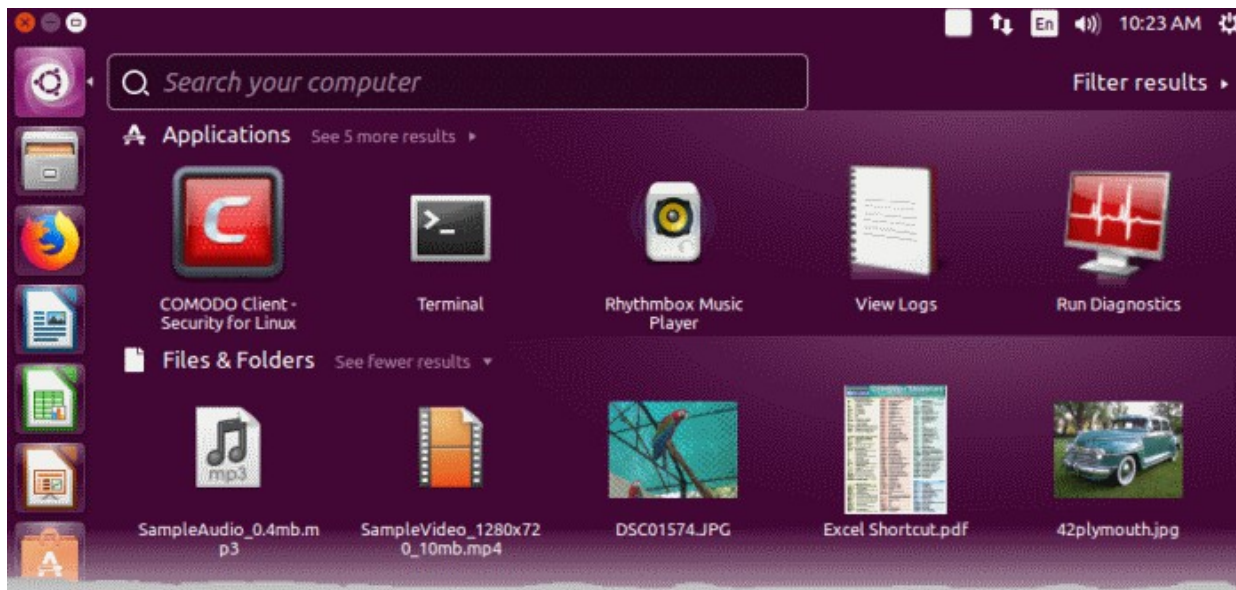 En 10:23 AM
Search your computer
Filter results
Applications See 5 more results
COMODO Client -
Security for Linux
Terminal
Rhythmbox Music
Player
View Logs
Run Diagnostics
Files & Folders See fewer results
mp3
SampleAudio_0.4mb.m
p3
SampleVideo_1280x72
0_10mb.mp4
DSC01574.JPG
Excel Shortcut.pdf
42plymouth.jpg